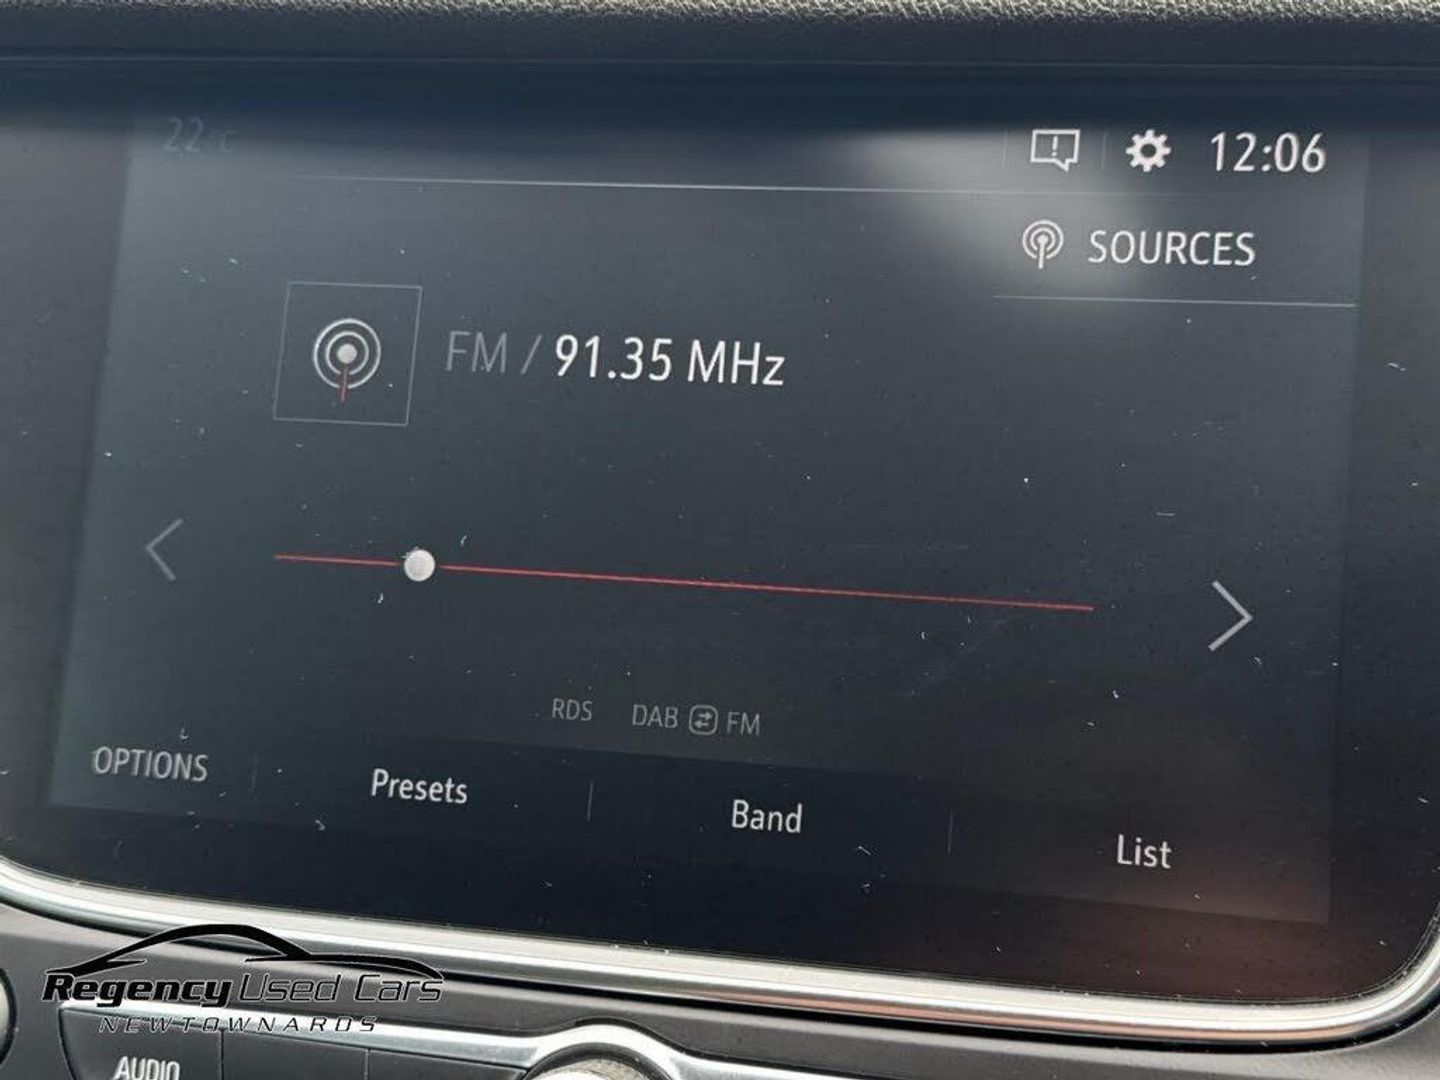 22°C
12:06
SOURCES
FM / 91.35 MHz
RDS DAB FM
OPTIONS Presets Band List
Regency Used Cars
NEWTOWNARDS
AUDIO